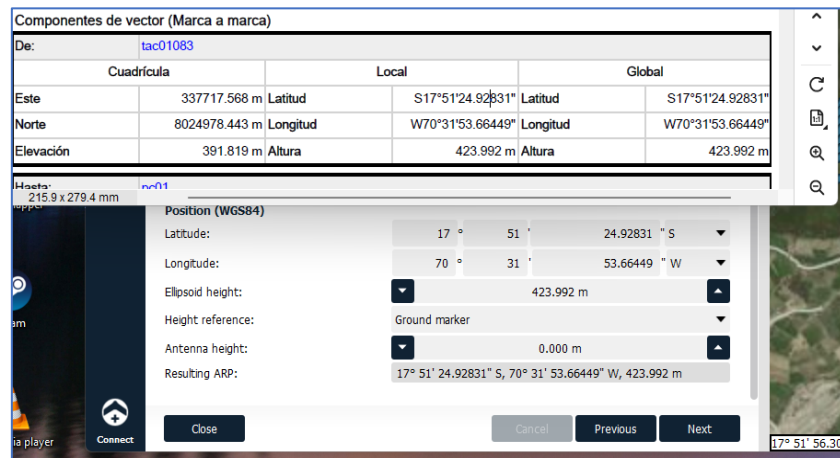 Componentes de vector (Marca a marca)
De: tac01083
Cuadrícula Local Global
Este 337717.568 m Latitud S17°51'24.92831" Latitud S17°51'24.92831"
Norte 8024978.443 m Longitud W70°31'53.66449" Longitud W70°31'53.66449"
Elevación 391.819 m Altura 423.992 m Altura 423.992 m
Hasta: pc01
215.9 x 279.4 mm
Position (WGS84)
Latitude: 17 ° 51 ' 24.92831 " S
Longitude: 70 ° 31 ' 53.66449 " W
Ellipsoid height: 423.992 m
Height reference: Ground marker
Antenna height: 0.000 m
Resulting ARP: 17° 51' 24.92831" S, 70° 31' 53.66449" W, 423.992 m
Close Cancel Previous Next
Connect
ia player
17° 51' 56.30